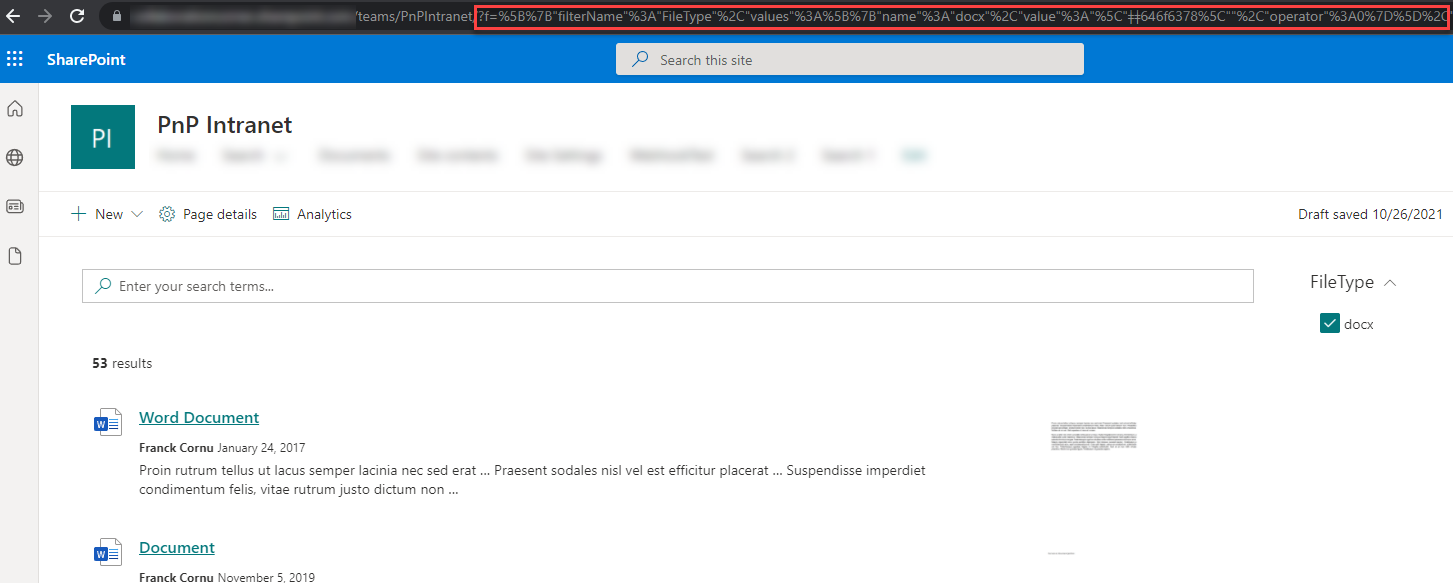 /teams/PnPIntranet/?f=%5B%7B"filterName"%3A"FileType"%2C"values"%3A%5B%7B"name"%3A"docx"%2C"value"%3A"%5C"ǂǂ646f6378%5C""%2C"operator"%3A0%7D%5D%2C"
SharePoint
Search this site
PI
PnP Intranet
New
Page details
Analytics
Draft saved 10/26/2021
Enter your search terms...
FileType
docx
53 results
Word Document
Franck Cornu January 24, 2017
Proin rutrum tellus ut lacus semper lacinia nec sed erat ... Praesent sodales nisl vel est efficitur placerat ... Suspendisse imperdiet
condimentum felis, vitae rutrum justo dictum non ...
Document
Franck Cornu November 5, 2019